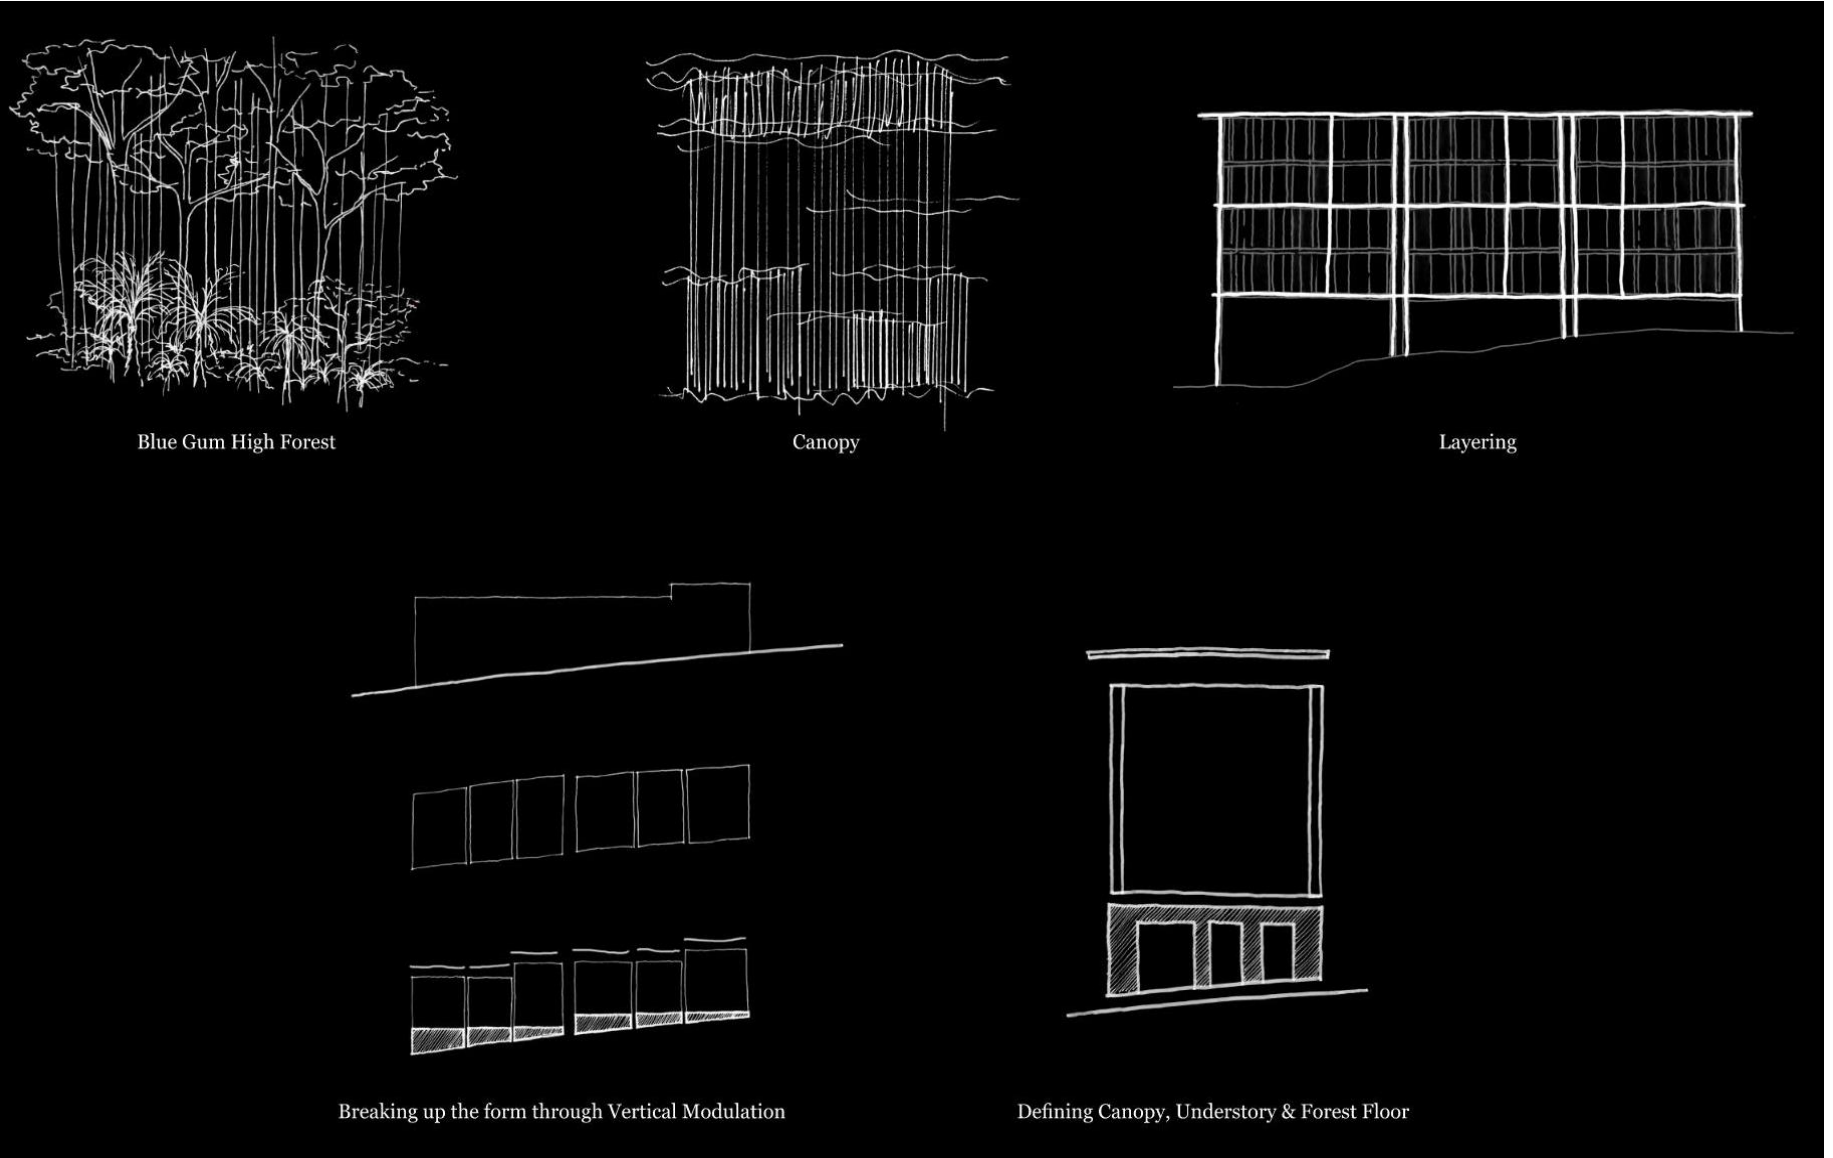 Blue Gum High Forest
Canopy
Layering
Breaking up the form through Vertical Modulation
Defining Canopy, Understory & Forest Floor